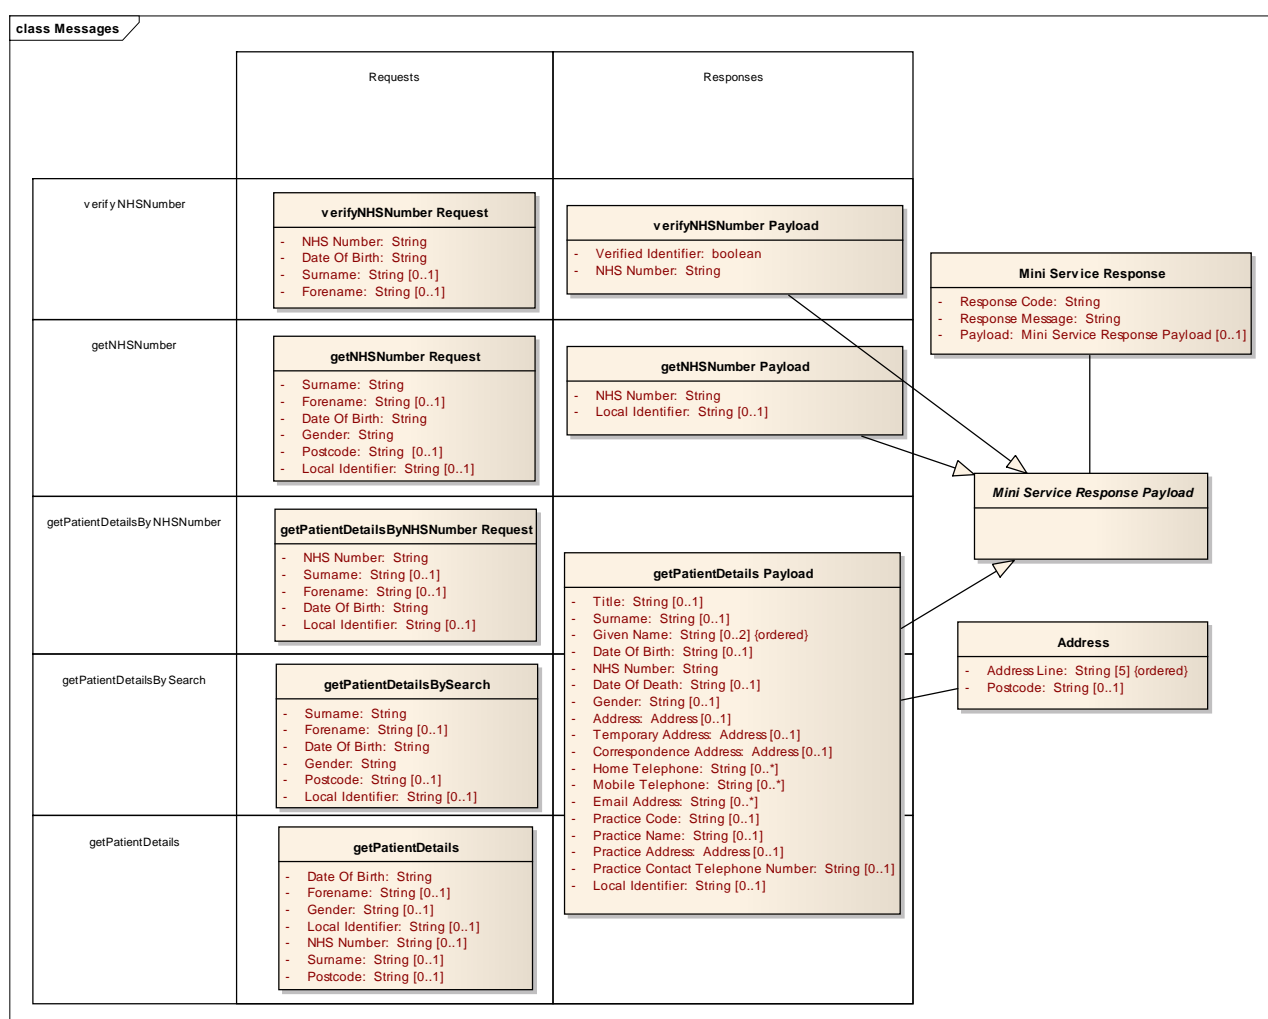 class Messages
Requests
Responses
verifyNHSNumber
verifyNHSNumber Request
- NHS Number: String
- Date Of Birth: String
- Surname: String [0..1]
- Forename: String [0..1]
verifyNHSNumber Payload
- Verified Identifier: boolean
- NHS Number: String
Mini Service Response
- Response Code: String
- Response Message: String
- Payload: Mini Service Response Payload [0..1]
getNHSNumber
getNHSNumber Request
- Surname: String
- Forename: String [0..1]
- Date Of Birth: String
- Gender: String
- Postcode: String [0..1]
- Local Identifier: String [0..1]
getNHSNumber Payload
- NHS Number: String
- Local Identifier: String [0..1]
Mini Service Response Payload
getPatientDetailsByNHSNumber
getPatientDetailsByNHSNumber Request
- NHS Number: String
- Surname: String [0..1]
- Forename: String [0..1]
- Date Of Birth: String
- Local Identifier: String [0..1]
getPatientDetails Payload
- Title: String [0..1]
- Surname: String [0..1]
- Given Name: String [0..2] {ordered}
- Date Of Birth: String [0..1]
- NHS Number: String
- Date Of Death: String [0..1]
- Gender: String [0..1]
- Address: Address [0..1]
- Temporary Address: Address [0..1]
- Correspondence Address: Address [0..1]
- Home Telephone: String [0..*]
- Mobile Telephone: String [0..*]
- Email Address: String [0..*]
- Practice Code: String [0..1]
- Practice Name: String [0..1]
- Practice Address: Address [0..1]
- Practice Contact Telephone Number: String [0..1]
- Local Identifier: String [0..1]
Address
- Address Line: String [5] {ordered}
- Postcode: String [0..1]
getPatientDetailsBySearch
getPatientDetailsBySearch
- Surname: String
- Forename: String [0..1]
- Date Of Birth: String
- Gender: String
- Postcode: String [0..1]
- Local Identifier: String [0..1]
getPatientDetails
getPatientDetails
- Date Of Birth: String
- Forename: String [0..1]
- Gender: String [0..1]
- Local Identifier: String [0..1]
- NHS Number: String [0..1]
- Surname: String [0..1]
- Postcode: String [0..1]